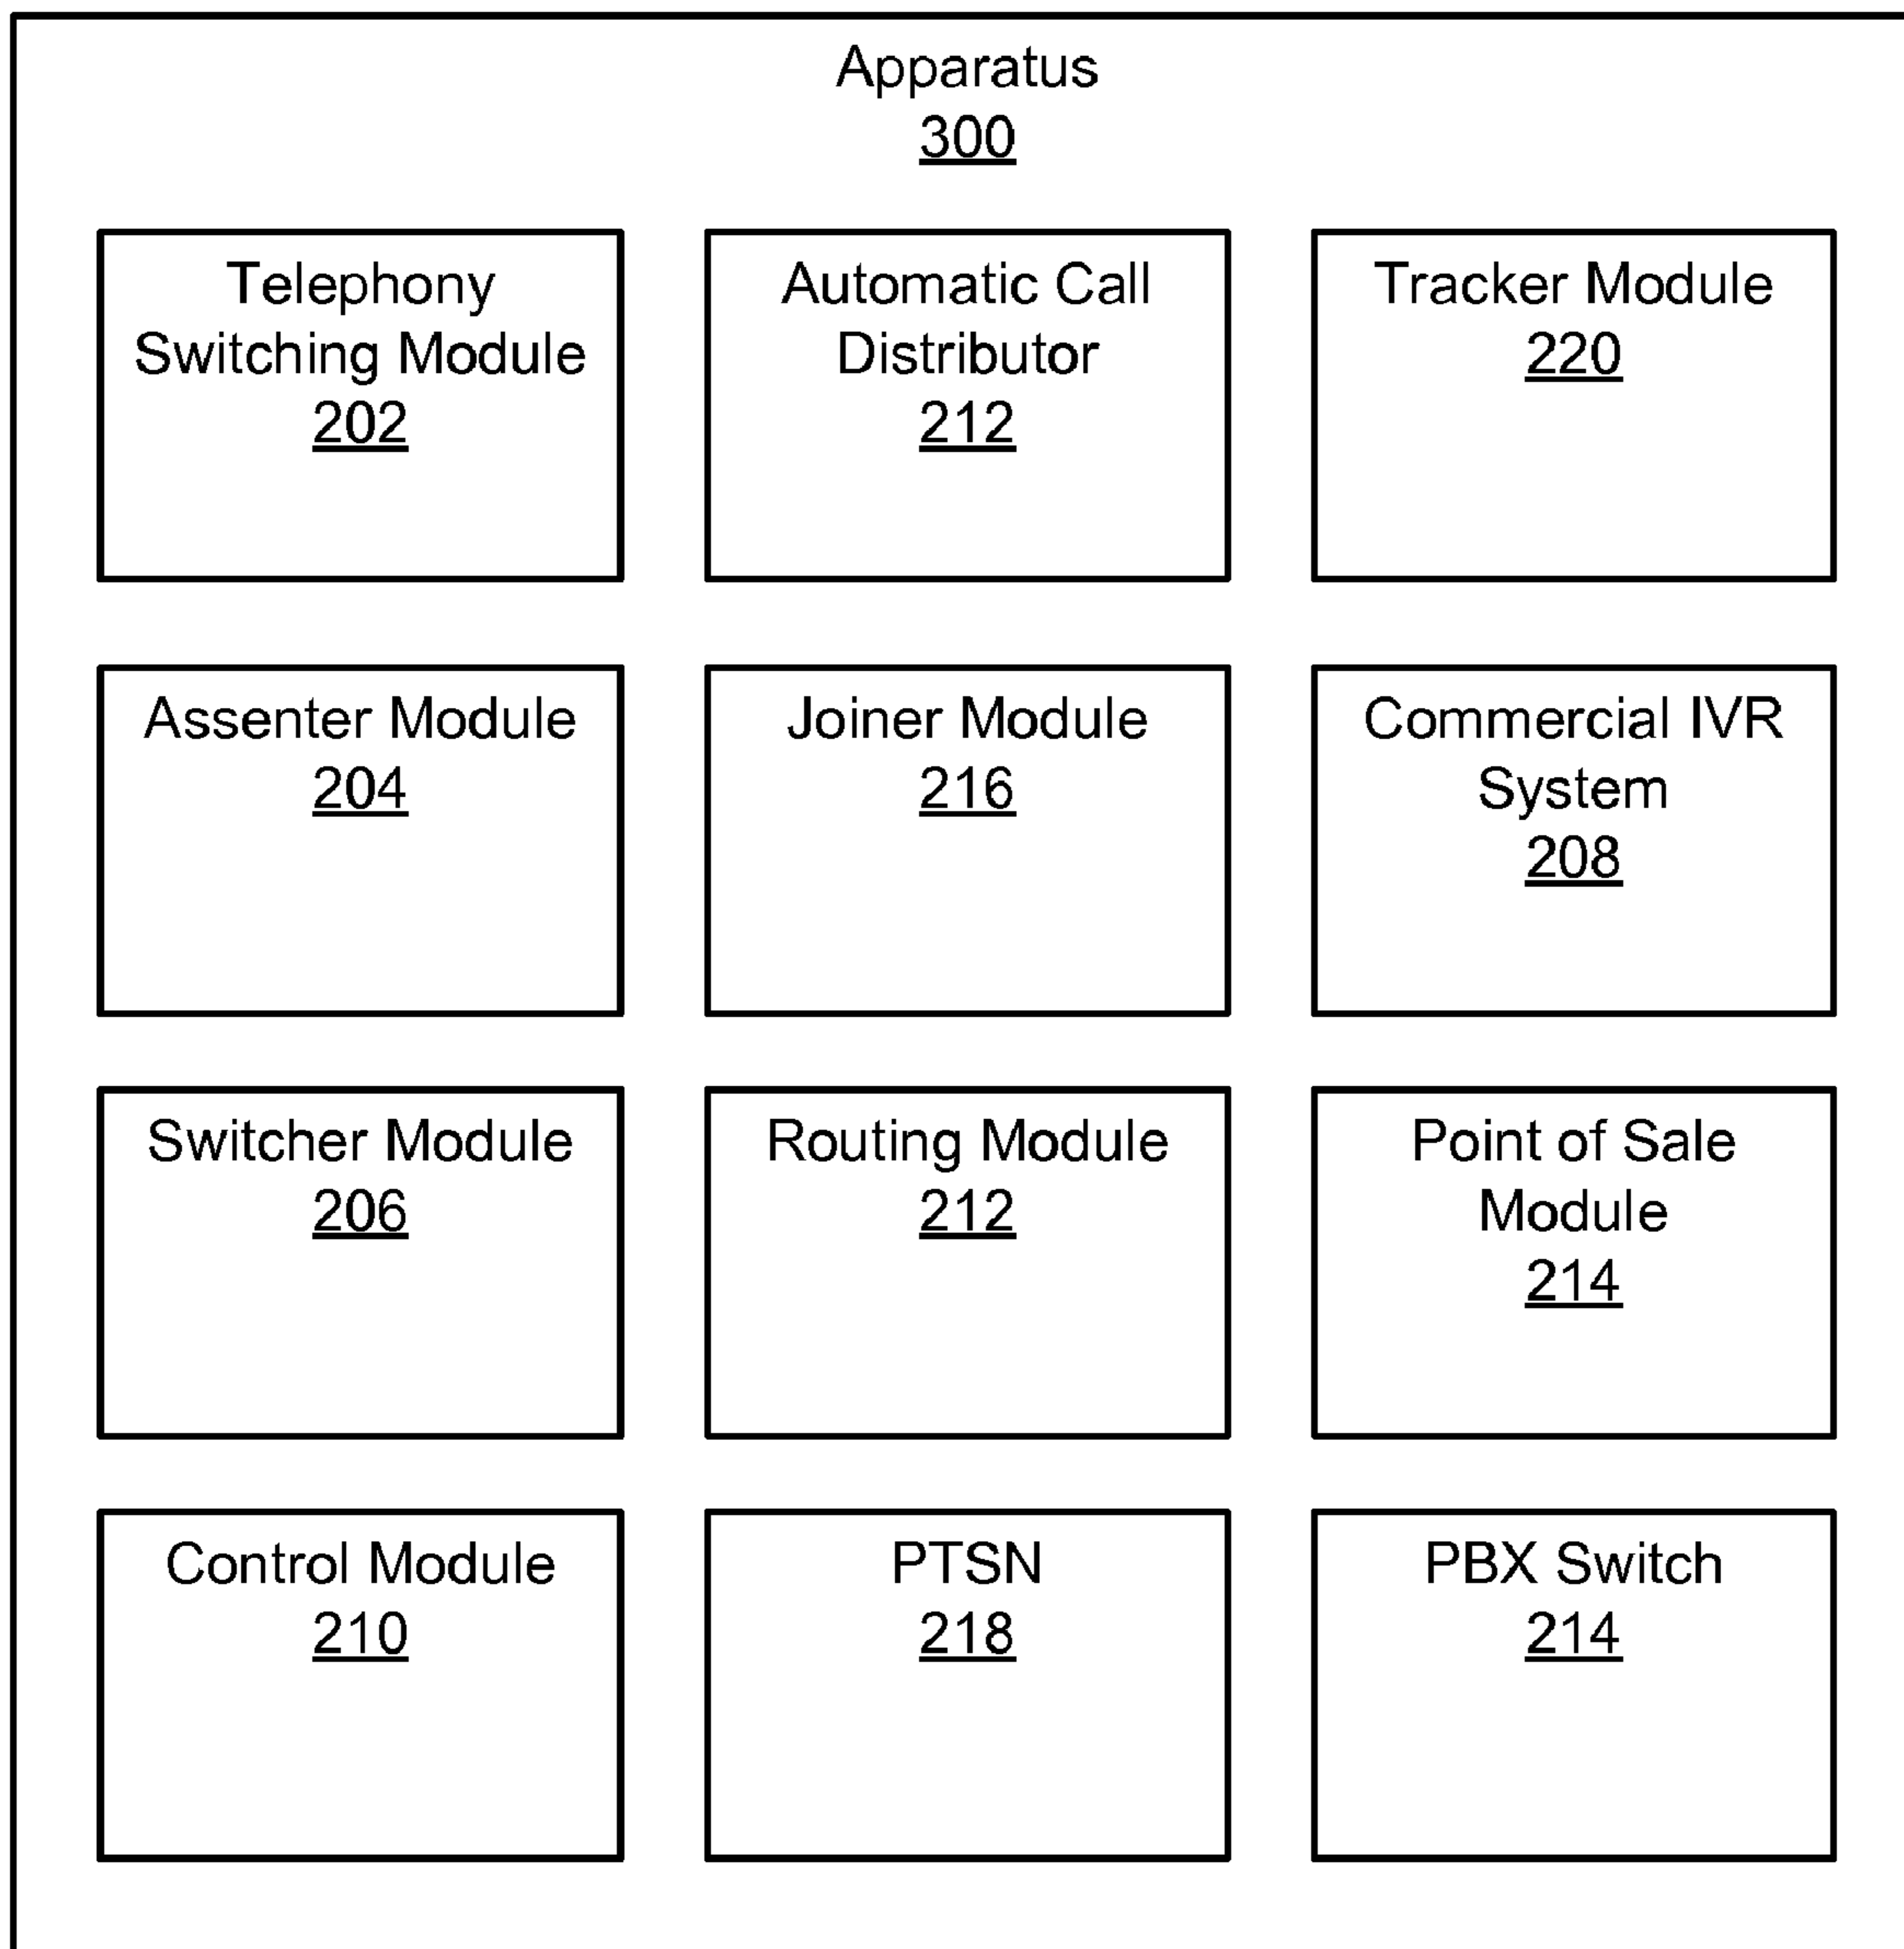 Apparatus
300
Telephony
Switching Module
202
Automatic Call
Distributor
212
Tracker Module
220
Assenter Module
204
Joiner Module
216
Commercial IVR
System
208
Switcher Module
206
Routing Module
212
Point of Sale
Module
214
Control Module
210
PTSN
218
PBX Switch
214